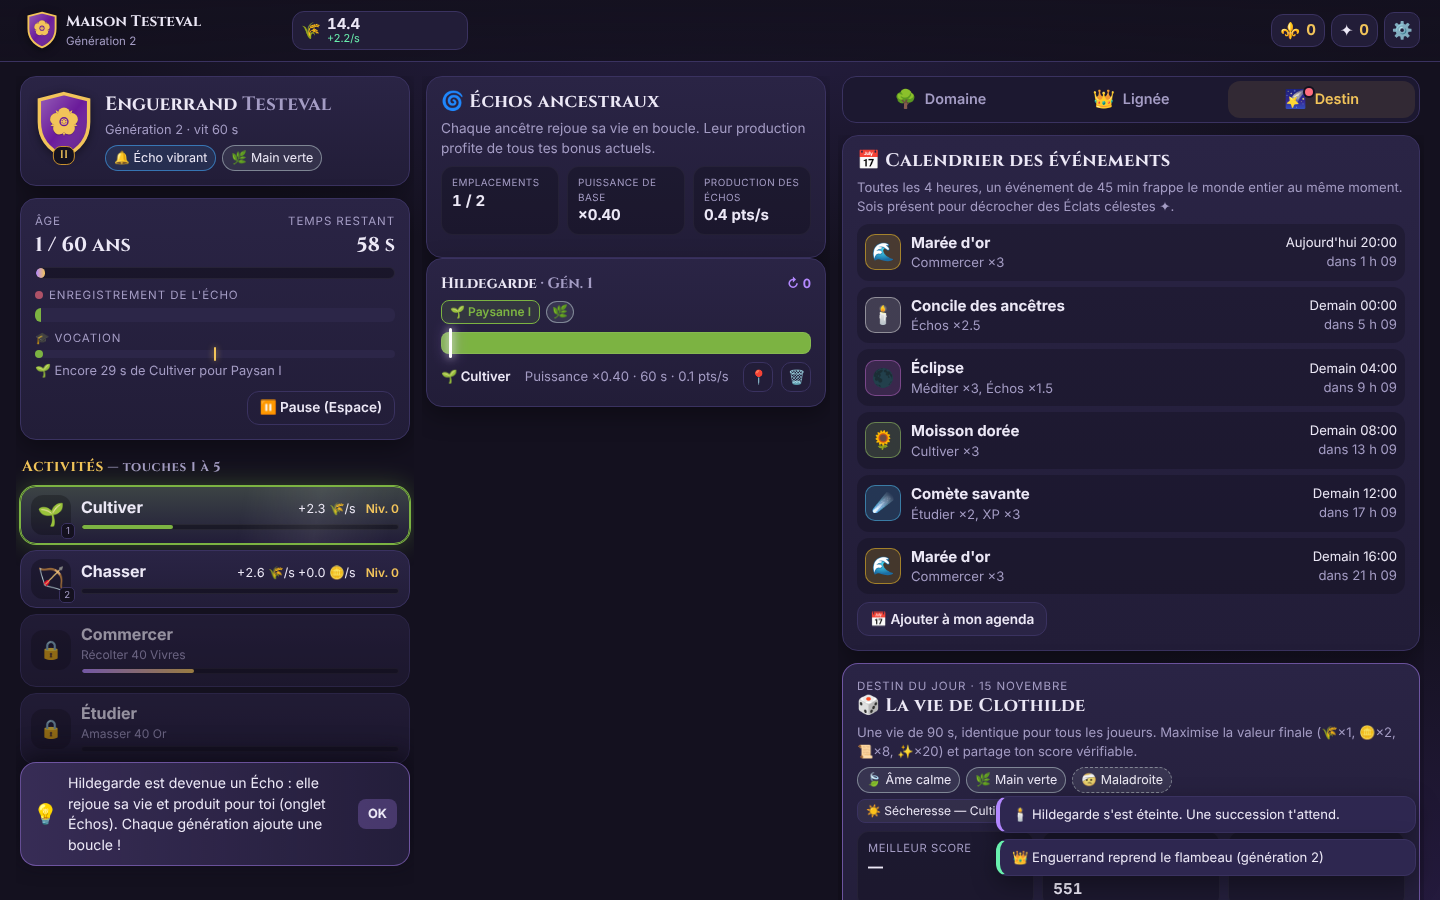 Maison Testeval
Génération 2
14.4
+2.2/s
0
0
Enguerrand Testeval
Génération 2 · vit 60 s
II
Écho vibrant
Main verte
ÂGE
TEMPS RESTANT
1 / 60 ans
58 s
ENREGISTREMENT DE L'ÉCHO
VOCATION
Encore 29 s de Cultiver pour Paysan I
Pause (Espace)
Activités — touches 1 à 5
Cultiver
+2.3 /s Niv. 0
1
Chasser
+2.6 /s +0.0 /s Niv. 0
2
Commercer
Récolter 40 Vivres
Étudier
Amasser 40 Or
Hildegarde est devenue un Écho : elle
rejoue sa vie et produit pour toi (onglet
Échos). Chaque génération ajoute une
boucle !
OK
Échos ancestraux
Chaque ancêtre rejoue sa vie en boucle. Leur production
profite de tous tes bonus actuels.
EMPLACEMENTS
1 / 2
PUISSANCE DE
BASE
×0.40
PRODUCTION DES
ÉCHOS
0.4 pts/s
Hildegarde · Gén. 1
↻ 0
Paysanne I
Cultiver
Puissance ×0.40 · 60 s · 0.1 pts/s
Domaine
Lignée
Destin
Calendrier des événements
Toutes les 4 heures, un événement de 45 min frappe le monde entier au même moment.
Sois présent pour décrocher des Éclats célestes ✦.
Marée d'or
Commercer ×3
Aujourd'hui 20:00
dans 1 h 09
Concile des ancêtres
Échos ×2.5
Demain 00:00
dans 5 h 09
Éclipse
Méditer ×3, Échos ×1.5
Demain 04:00
dans 9 h 09
Moisson dorée
Cultiver ×3
Demain 08:00
dans 13 h 09
Comète savante
Étudier ×2, XP ×3
Demain 12:00
dans 17 h 09
Marée d'or
Commercer ×3
Demain 16:00
dans 21 h 09
Ajouter à mon agenda
DESTIN DU JOUR · 15 NOVEMBRE
La vie de Clothilde
Une vie de 90 s, identique pour tous les joueurs. Maximise la valeur finale (×1, ×2,
×8, ×20) et partage ton score vérifiable.
Âme calme
Main verte
Maladroite
Sécheresse — Culti
Hildegarde s'est éteinte. Une succession t'attend.
Enguerrand reprend le flambeau (génération 2)
MEILLEUR SCORE
—
551